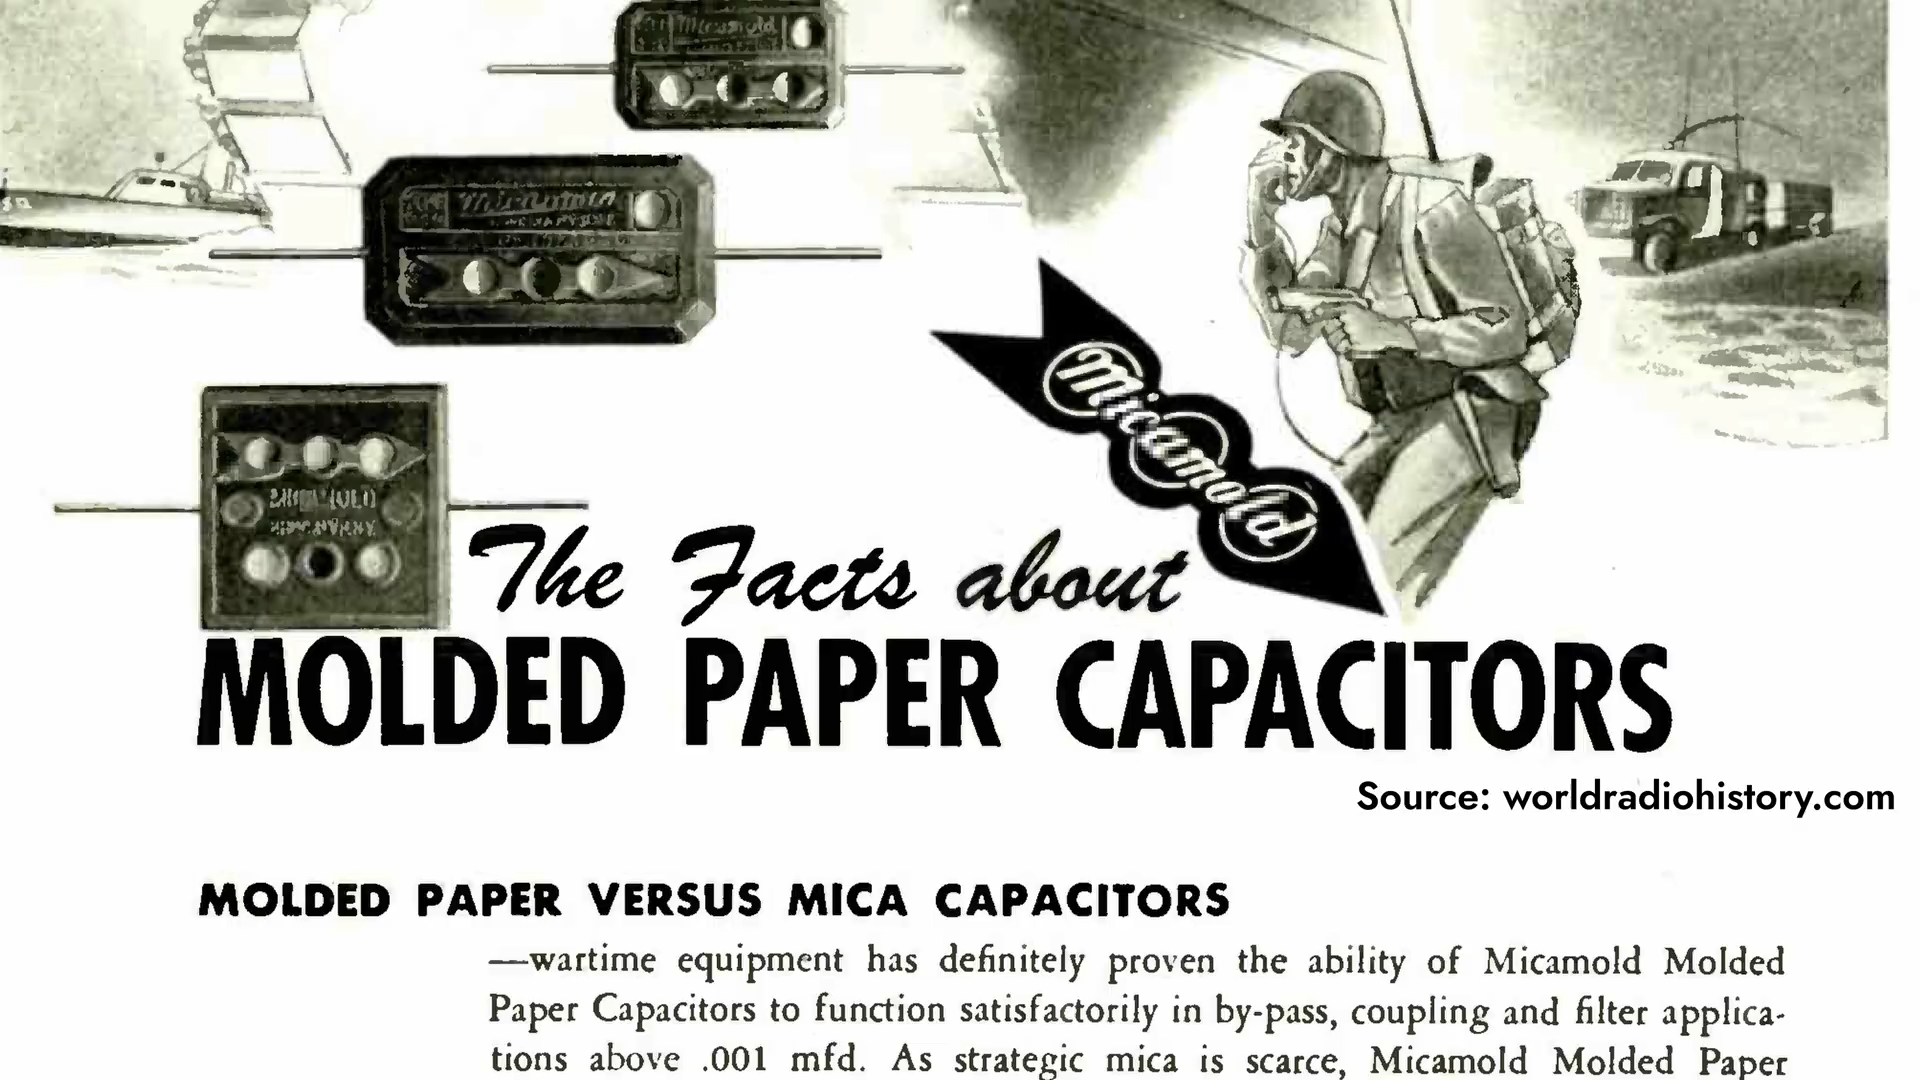 Micamold
Micamold
The Facts about
MOLDED PAPER CAPACITORS
Source: worldradiohistory.com
MOLDED PAPER VERSUS MICA CAPACITORS
—wartime equipment has definitely proven the ability of Micamold Molded
Paper Capacitors to function satisfactorily in by-pass, coupling and filter applica-
tions above .001 mfd. As strategic mica is scarce, Micamold Molded Paper